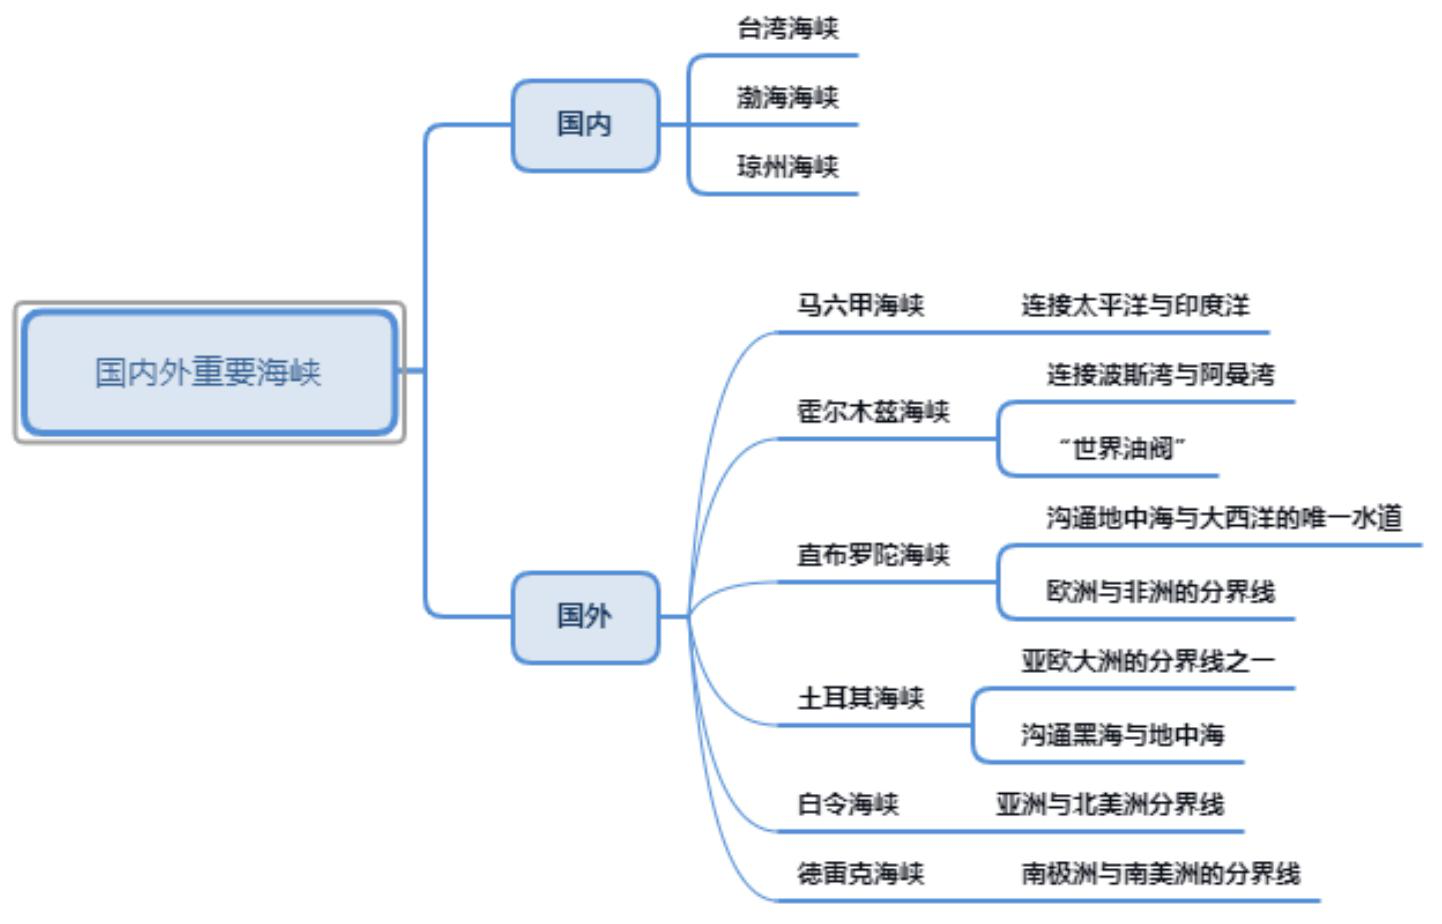 国内外重要海峡
国内
台湾海峡
渤海海峡
琼州海峡
国外
马六甲海峡
连接太平洋与印度洋
霍尔木兹海峡
连接波斯湾与阿曼湾
“世界油阀”
直布罗陀海峡
沟通地中海与大西洋的唯一水道
欧洲与非洲的分界线
土耳其海峡
亚欧大洲的分界线之一
沟通黑海与地中海
白令海峡
亚洲与北美洲分界线
德雷克海峡
南极洲与南美洲的分界线